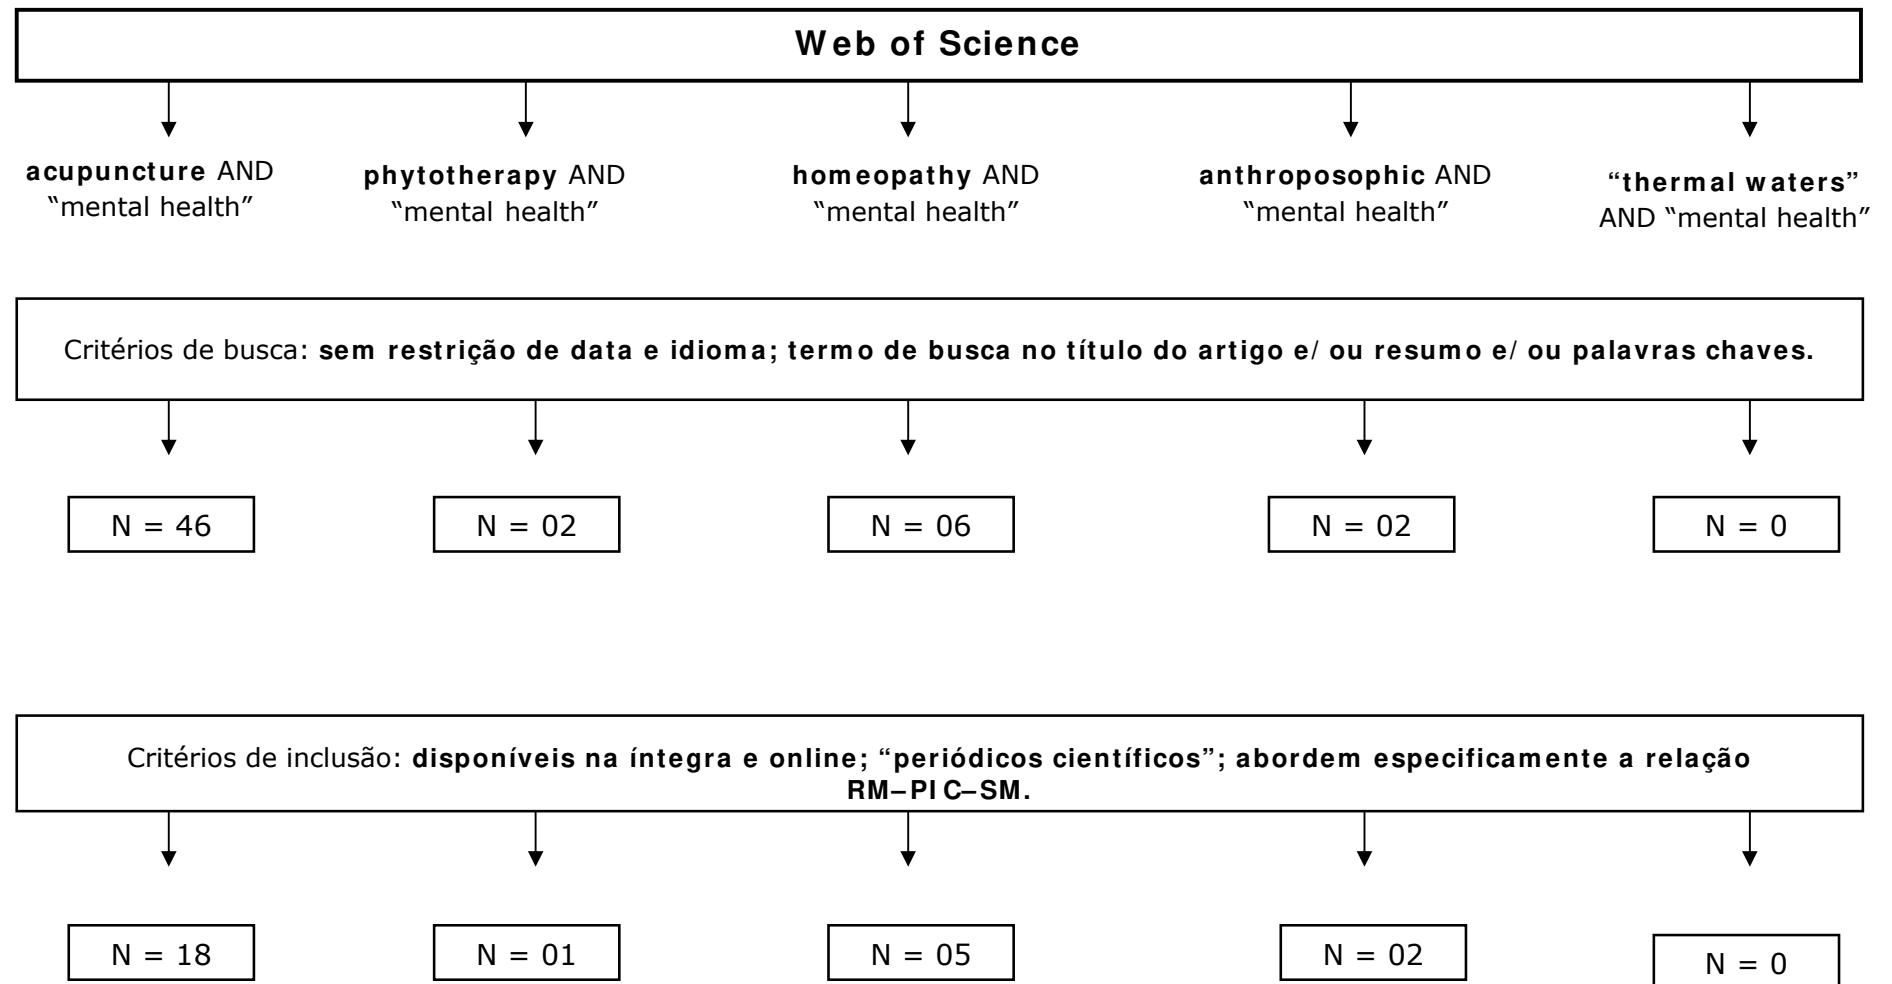 Web of Science
acupuncture AND
“mental health”
phytotherapy AND
“mental health”
homeopathy AND
“mental health”
anthroposophic AND
“mental health”
“thermal waters”
AND “mental health”
Critérios de busca: sem restrição de data e idioma; termo de busca no título do artigo e/ ou resumo e/ ou palavras chaves.
N = 46
N = 02
N = 06
N = 02
N = 0
Critérios de inclusão: disponíveis na íntegra e online; “periódicos científicos”; abordem especificamente a relação
RM–PIC–SM.
N = 18
N = 01
N = 05
N = 02
N = 0